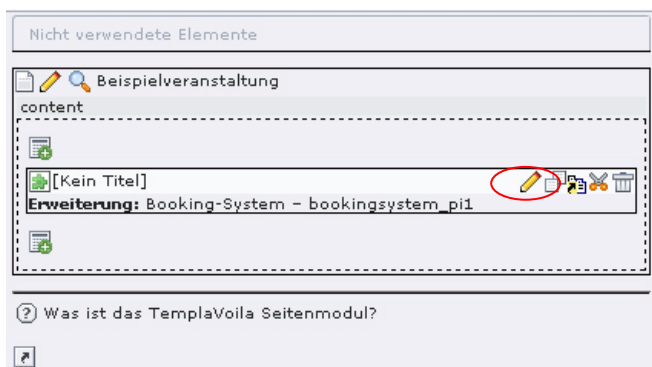 Nicht verwendete Elemente
Beispielveranstaltung
content
[Kein Titel]
Erweiterung: Booking-System - bookingsystem_pi1
Was ist das TemplaVoila Seitenmodul?